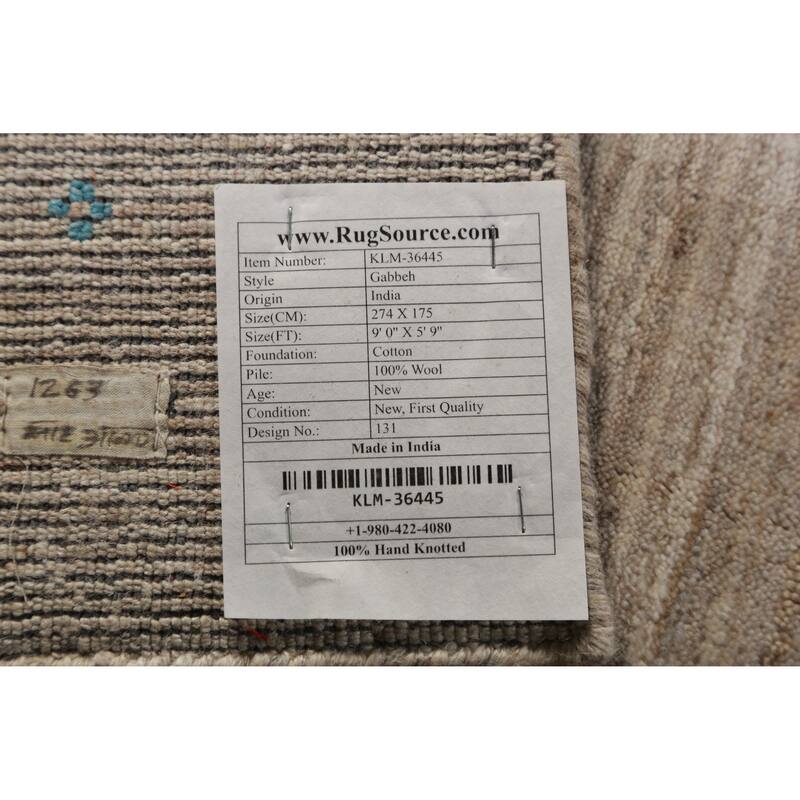 www.RugSource.com
Item Number: KLM-36445
Style Gabbeh
Origin India
Size(CM): 274 X 175
Size(FT): 9' 0" X 5' 9"
Foundation: Cotton
Pile: 100% Wool
Age: New
Condition: New, First Quality
Design No.: 131
Made in India
KLM-36445
+1-980-422-4080
100% Hand Knotted
1263